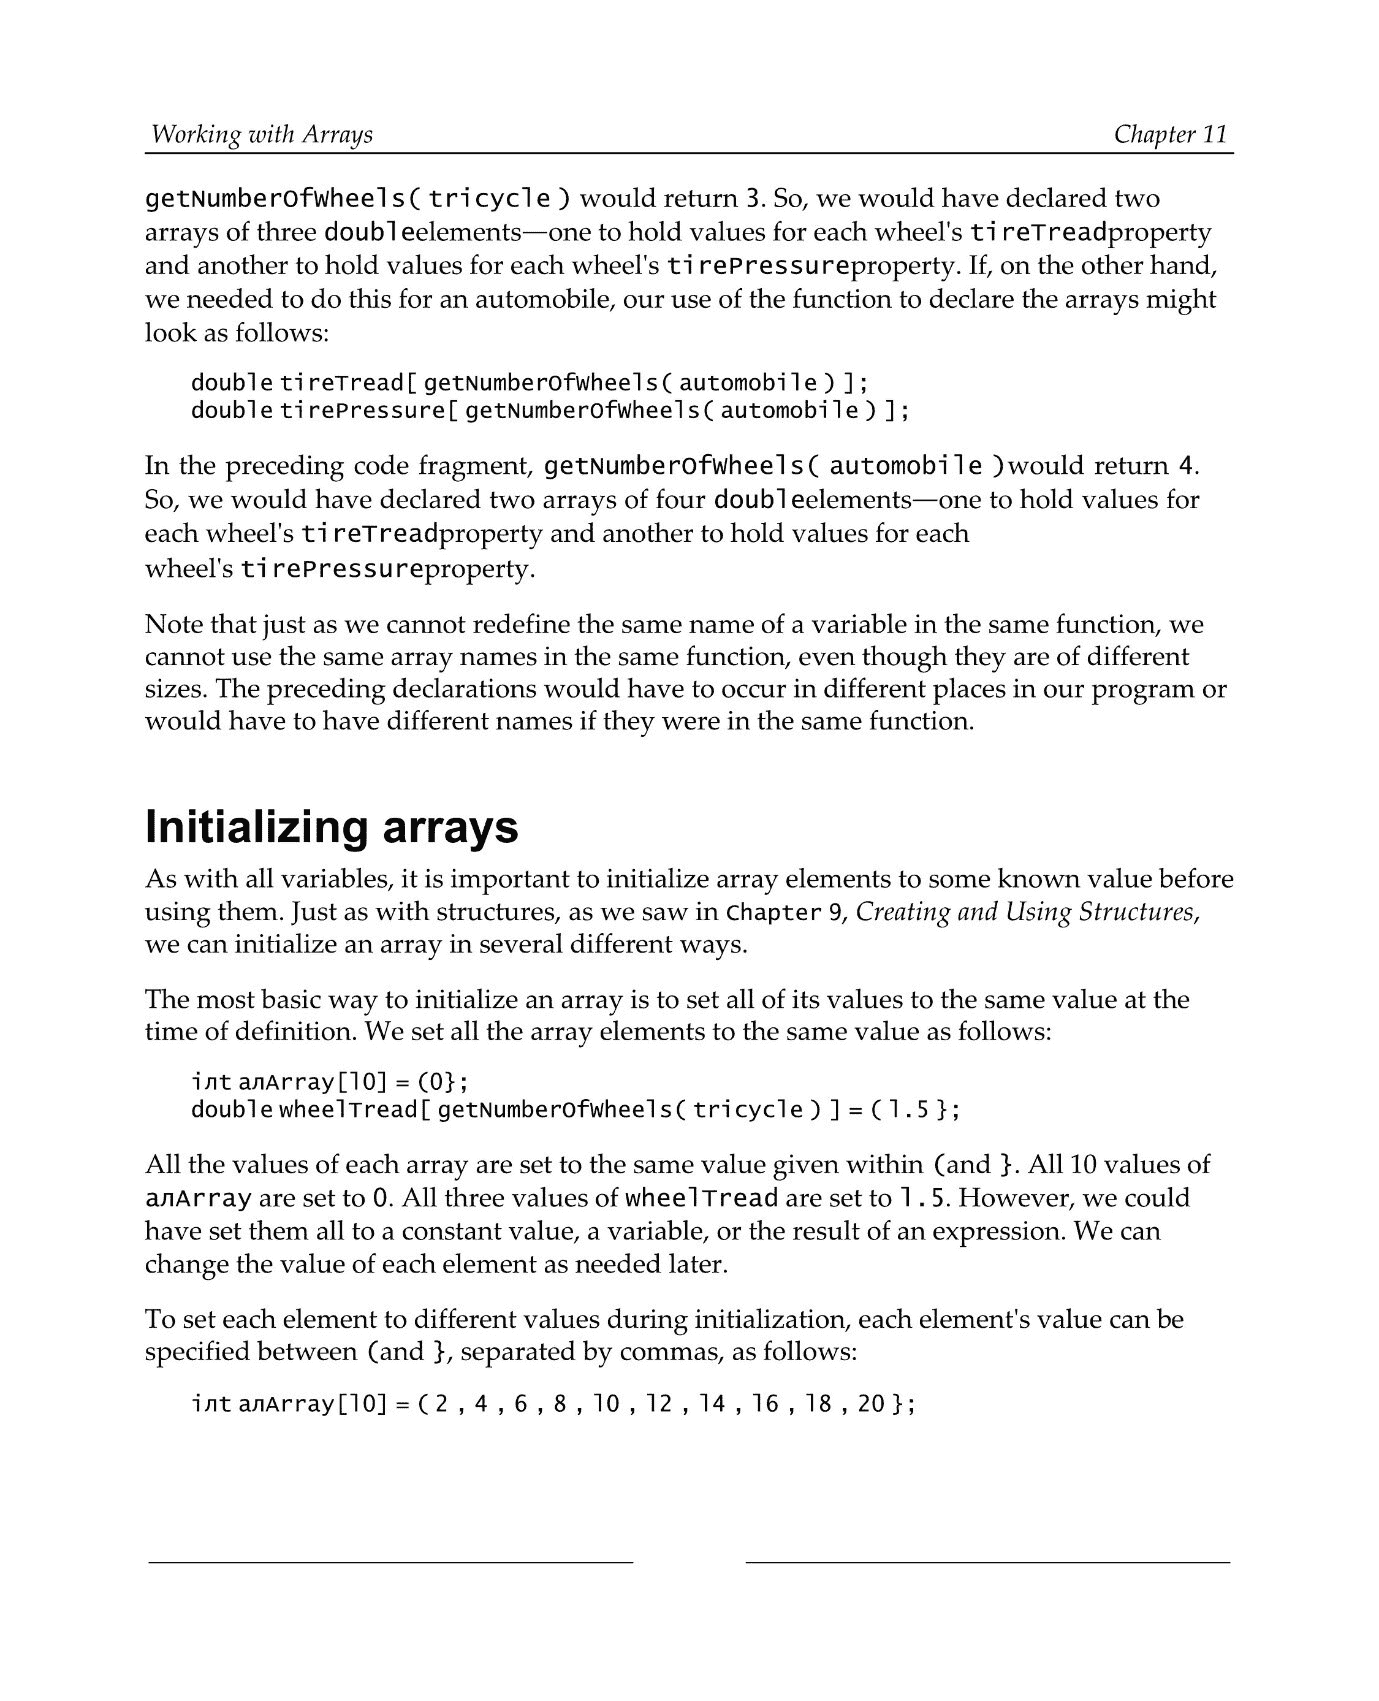 Working with Arrays Chapter 11
getNumberOfWheels( tricycle ) would return 3. So, we would have declared two
arrays of three doubleelements—one to hold values for each wheel's tireTreadproperty
and another to hold values for each wheel's tirePressureproperty. If, on the other hand,
we needed to do this for an automobile, our use of the function to declare the arrays might
look as follows:
double tireTread[ getNumberOfWheels( automobile ) ];
double tirePressure[ getNumberOfWheels( automobile ) ];
In the preceding code fragment, getNumberOfWheels( automobile )would return 4.
So, we would have declared two arrays of four doubleelements—one to hold values for
each wheel's tireTreadproperty and another to hold values for each
wheel's tirePressureproperty.
Note that just as we cannot redefine the same name of a variable in the same function, we
cannot use the same array names in the same function, even though they are of different
sizes. The preceding declarations would have to occur in different places in our program or
would have to have different names if they were in the same function.
Initializing arrays
As with all variables, it is important to initialize array elements to some known value before
using them. Just as with structures, as we saw in Chapter 9, Creating and Using Structures,
we can initialize an array in several different ways.
The most basic way to initialize an array is to set all of its values to the same value at the
time of definition. We set all the array elements to the same value as follows:
iлt aлArray[l0] = (0};
double wheelTread[ getNumberOfWheels( tricycle ) ] = ( l.5 };
All the values of each array are set to the same value given within (and }. All 10 values of
aлArray are set to 0. All three values of wheelTread are set to l.5. However, we could
have set them all to a constant value, a variable, or the result of an expression. We can
change the value of each element as needed later.
To set each element to different values during initialization, each element's value can be
specified between (and }, separated by commas, as follows:
iлt aлArray[l0] = ( 2 , 4 , 6 , 8 , l0 , l2 , l4 , l6 , l8 , 20 };